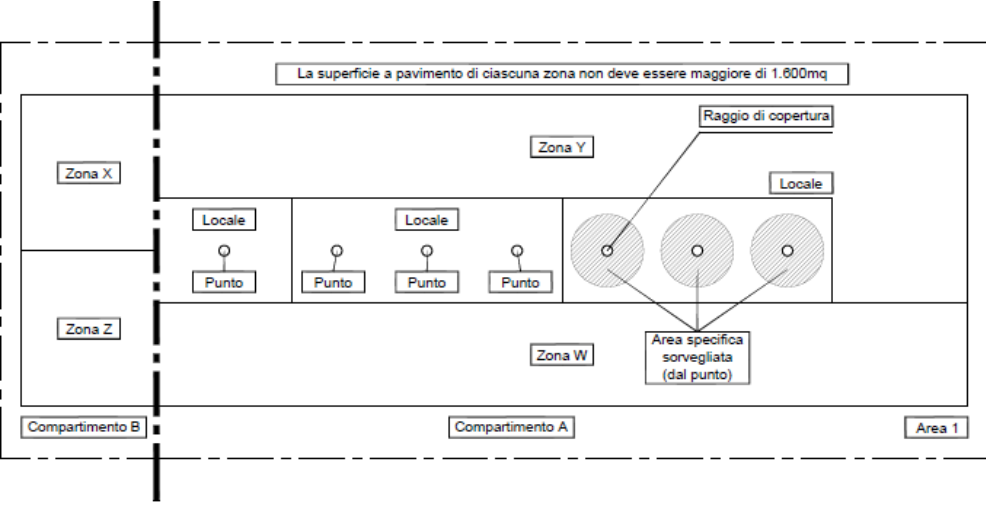 La superficie a pavimento di ciascuna zona non deve essere maggiore di 1.600mq
Raggio di copertura
Zona Y
Zona X
Locale
Locale
Locale
Punto
Punto
Punto
Punto
Zona Z
Zona W
Area specifica
sorvegliata
(dal punto)
Compartimento B
Compartimento A
Area 1